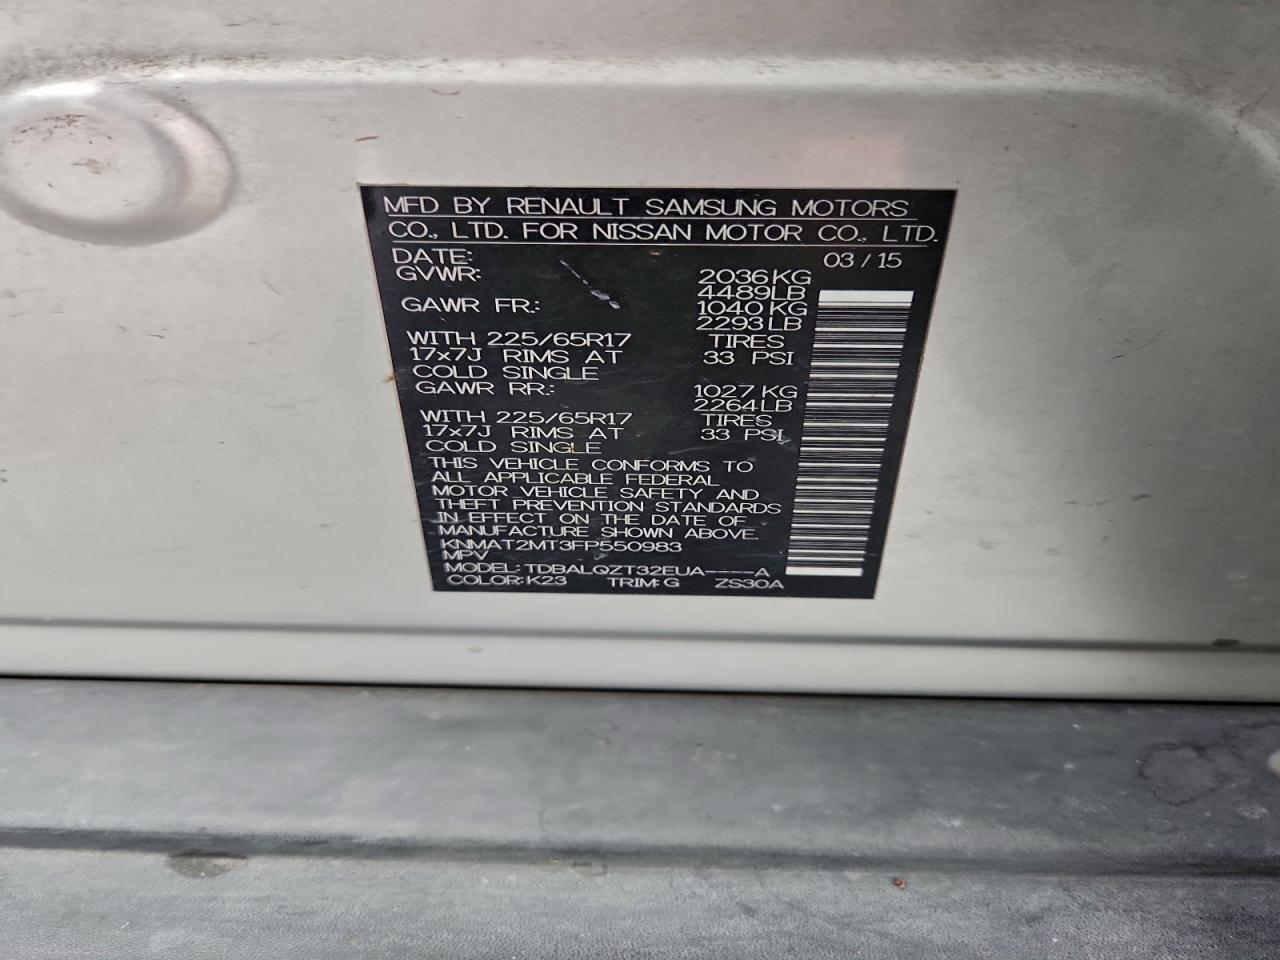 MFD BY RENAULT SAMSUNG MOTORS
CO., LTD. FOR NISSAN MOTOR CO., LTD.
DATE: 03 / 15
GVWR: 2036KG
4489LB
GAWR FR.: 1040KG
2293LB
WITH 225/65R17 TIRES
17x7J RIMS AT 33 PSI
COLD SINGLE
GAWR RR.: 1027KG
2264LB
WITH 225/65R17 TIRES
17x7J RIMS AT 33 PSI
COLD SINGLE
THIS VEHICLE CONFORMS TO
ALL APPLICABLE FEDERAL
MOTOR VEHICLE SAFETY AND
THEFT PREVENTION STANDARDS
IN EFFECT ON THE DATE OF
MANUFACTURE SHOWN ABOVE.
KNMAT2MT3FP550983
MPV
MODEL: TDBALQZT32EUA----A
COLOR: K23 TRIM: G ZS30A